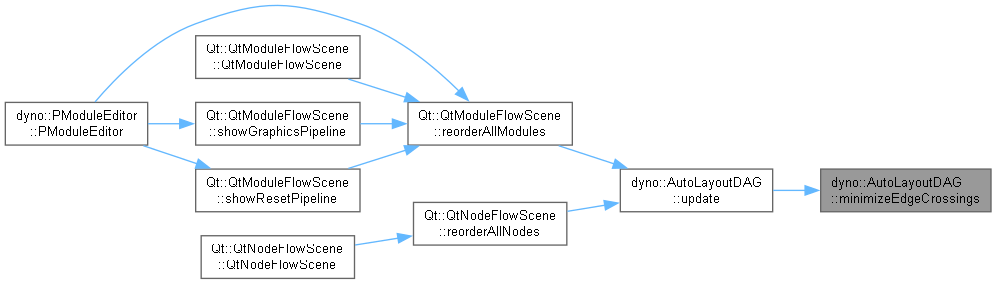 Qt::QtModuleFlowScene
::QtModuleFlowScene
dyno::PModuleEditor
::PModuleEditor
Qt::QtModuleFlowScene
::showGraphicsPipeline
Qt::QtModuleFlowScene
::reorderAllModules
Qt::QtModuleFlowScene
::showResetPipeline
dyno::AutoLayoutDAG
::update
dyno::AutoLayoutDAG
::minimizeEdgeCrossings
Qt::QtNodeFlowScene
::reorderAllNodes
Qt::QtNodeFlowScene
::QtNodeFlowScene